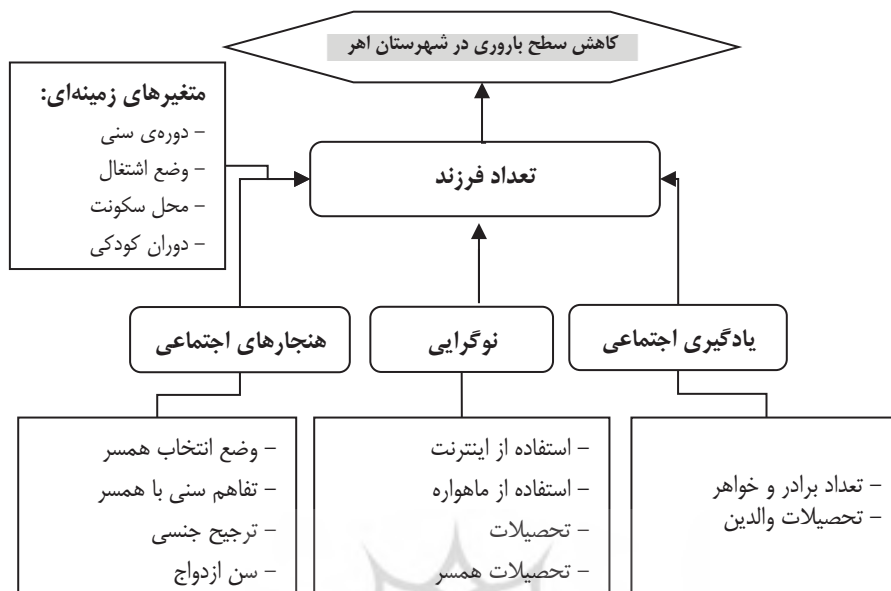 کاهش سطح باروری در شهرستان اهر
متغیرهای زمینه‌ای:
- دوره‌ی سنی
- وضع اشتغال
- محل سکونت
- دوران کودکی
تعداد فرزند
یادگیری اجتماعی
نوگرایی
هنجارهای اجتماعی
- تعداد برادر و خواهر
- تحصیلات والدین
- استفاده از اینترنت
- استفاده از ماهواره
- تحصیلات
- تحصیلات همسر
- وضع انتخاب همسر
- تفاهم سنی با همسر
- ترجیح جنسی
- سن ازدواج